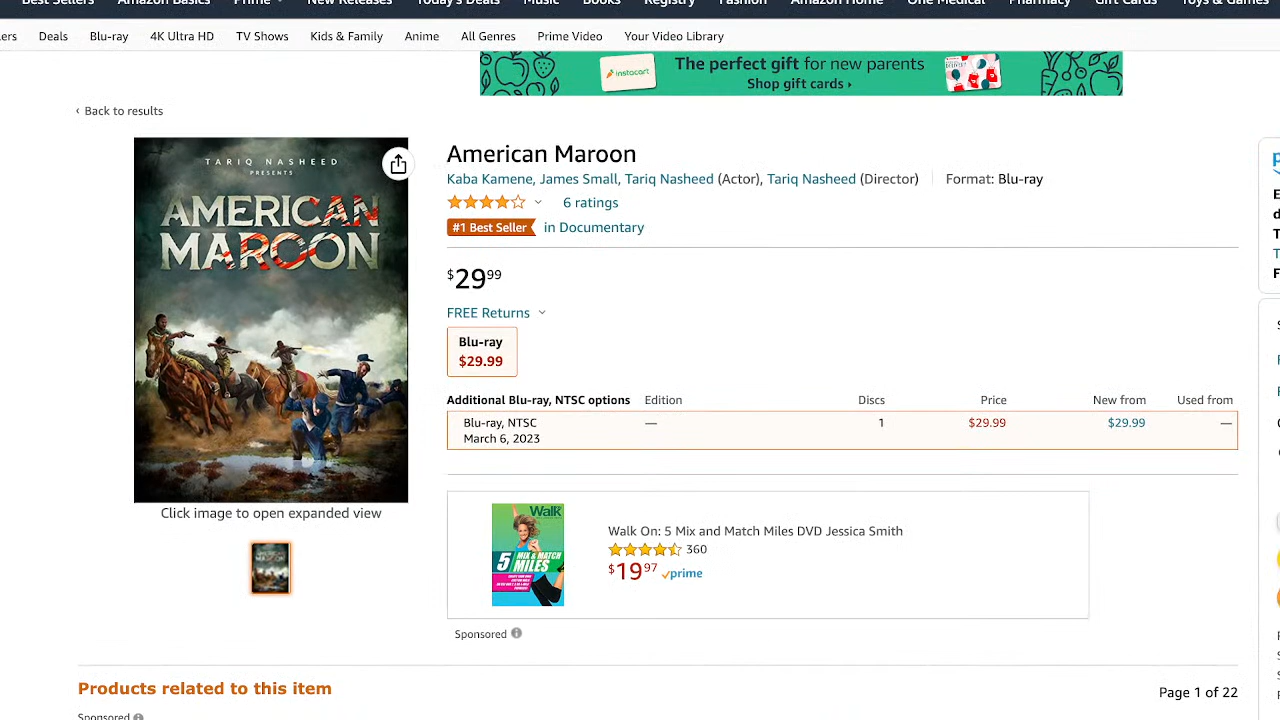 Best Sellers Amazon Basics Prime New Releases Today's Deals Music Books Registry Fashion Amazon Home One Medical Pharmacy Gift Cards Toys & Games
Deals Blu-ray 4K Ultra HD TV Shows Kids & Family Anime All Genres Prime Video Your Video Library
instacart
The perfect gift for new parents
Shop gift cards ›
‹ Back to results
TARIQ NASHEED
PRESENTS
AMERICAN
MAROON
Click image to open expanded view
American Maroon
Kaba Kamene, James Small, Tariq Nasheed (Actor), Tariq Nasheed (Director) Format: Blu-ray
6 ratings
#1 Best Seller in Documentary
$29 99
FREE Returns
Blu-ray
$29.99
Additional Blu-ray, NTSC options Edition Discs Price New from Used from
Blu-ray, NTSC — 1 $29.99 $29.99 —
March 6, 2023
Walk
5 MIX & MATCH
MILES
Walk On: 5 Mix and Match Miles DVD Jessica Smith
360
$19 97 prime
Sponsored
Products related to this item
Page 1 of 22
Sponsored